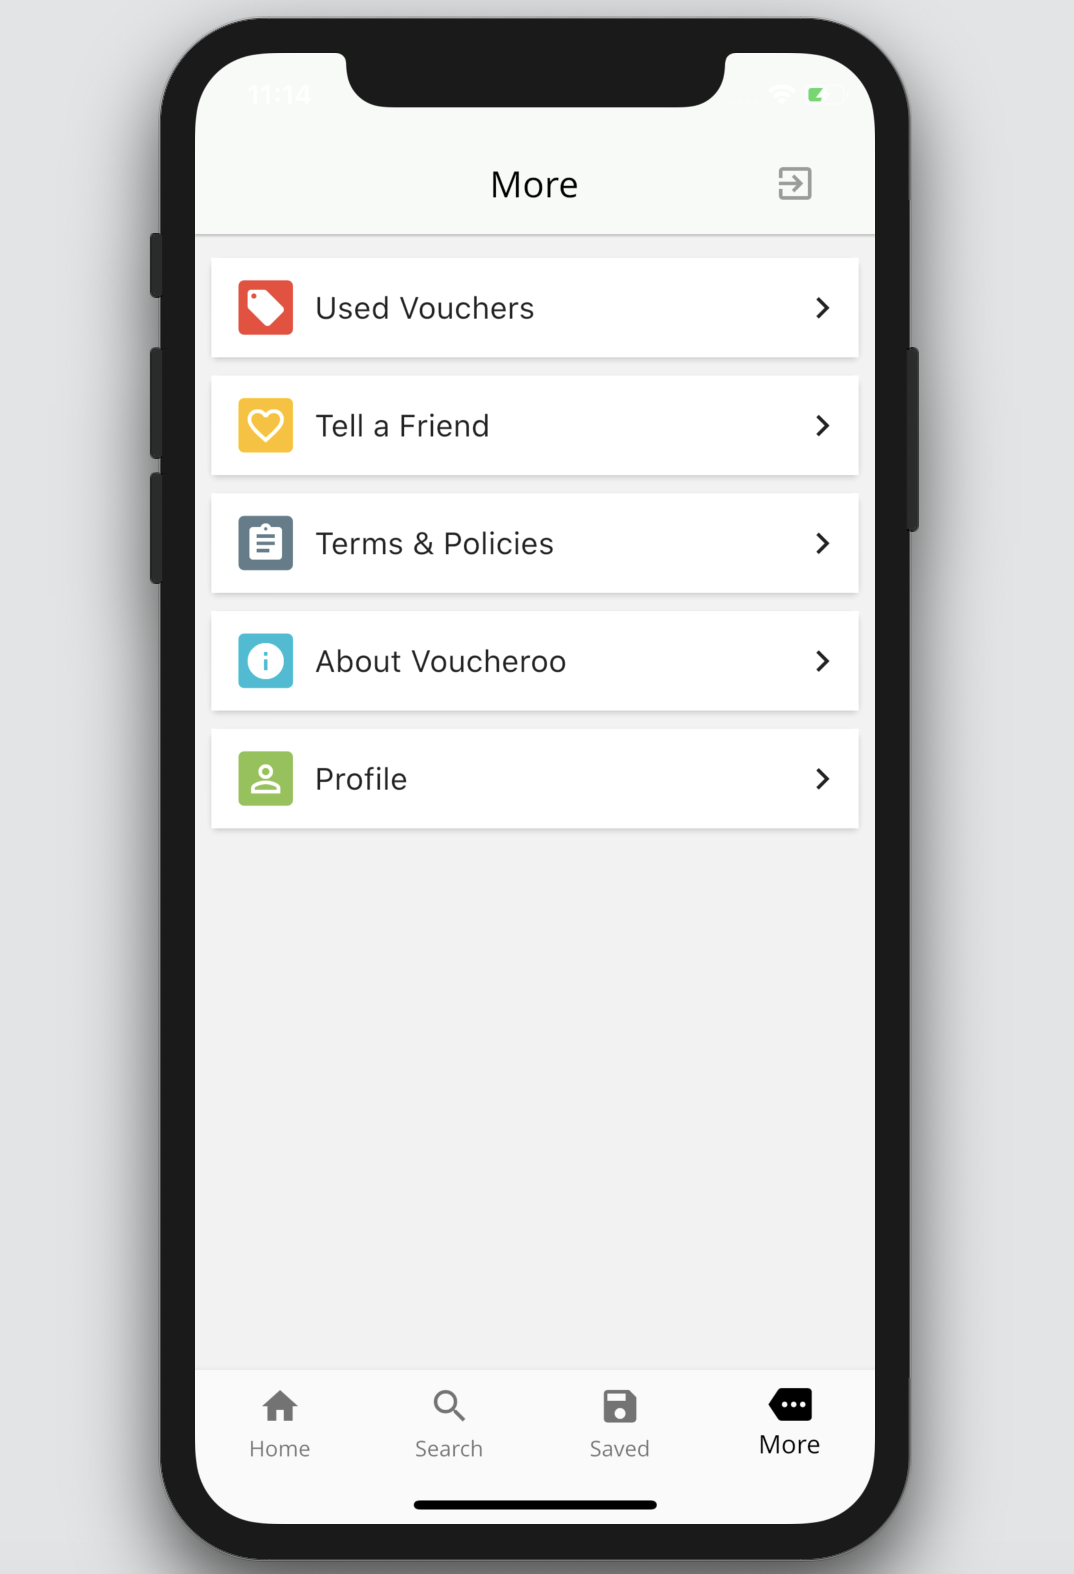 11:14
More
Used Vouchers
Tell a Friend
Terms & Policies
About Voucheroo
Profile
Home
Search
Saved
More